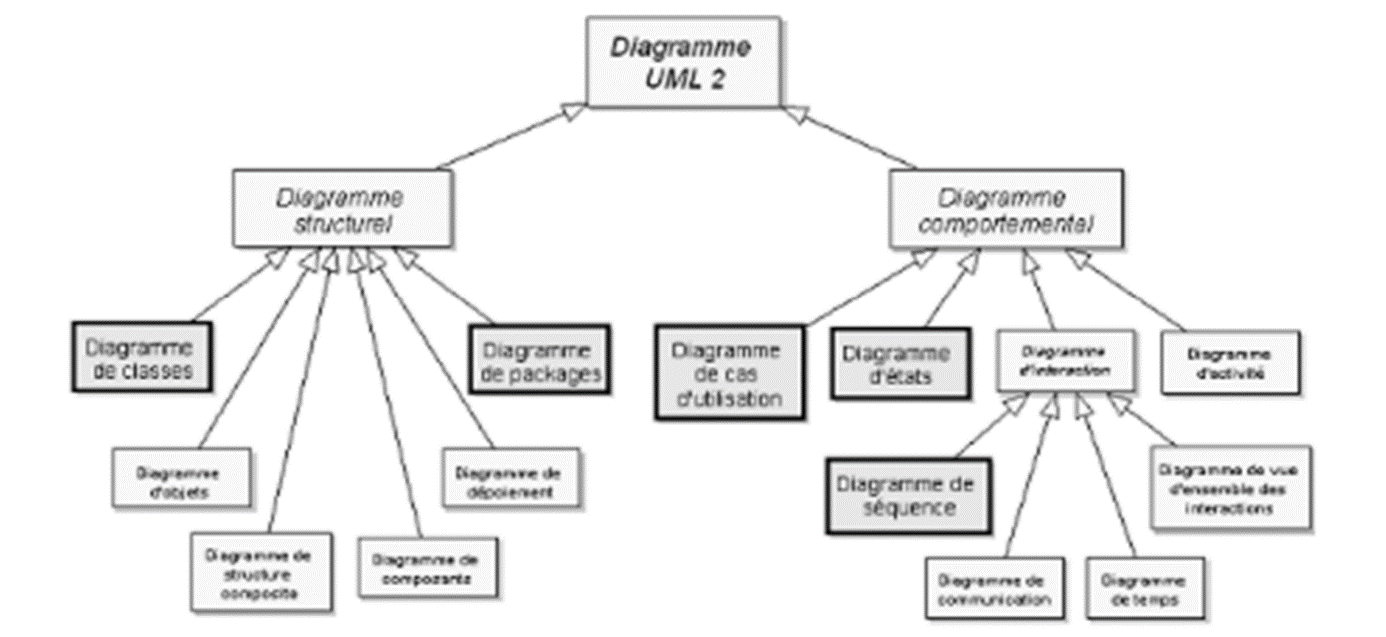 Diagramme
UML 2
Diagramme
structurel
Diagramme
comportemental
Diagramme
de classes
Diagramme
de packages
Diagramme
de cas
d'utilisation
Diagramme
d'états
Diagramme
d'interaction
Diagramme
d'activité
Diagramme
d'objets
Diagramme de
déploiement
Diagramme de
séquence
Diagramme de vue
d'ensemble des
interactions
Diagramme de
structure
composite
Diagramme de
composants
Diagramme de
communication
Diagramme
de temps